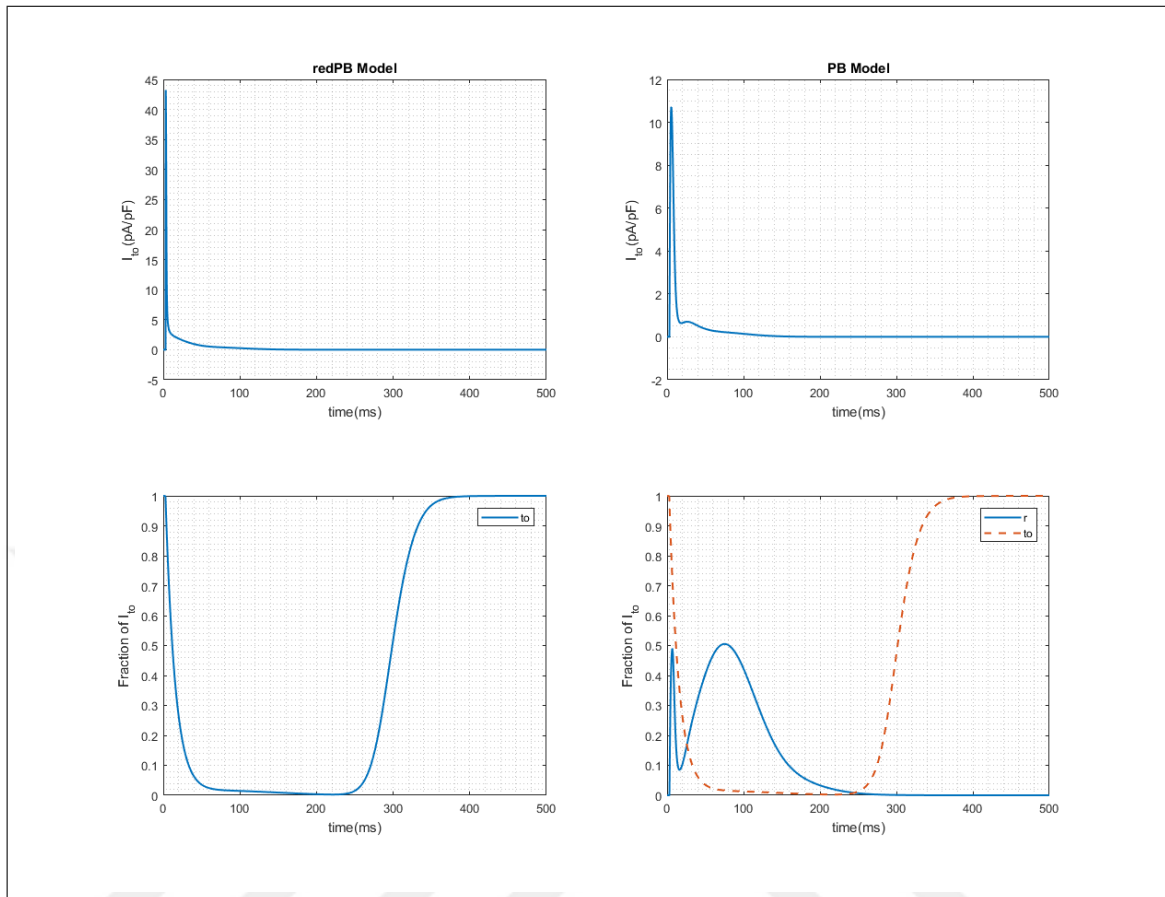 redPB Model
45
40
35
30
25
20
15
10
5
0
-5
I_to(pA/pF)
0 100 200 300 400 500
time(ms)
PB Model
12
10
8
6
4
2
0
-2
I_to(pA/pF)
0 100 200 300 400 500
time(ms)
1
0.9
0.8
0.7
0.6
0.5
0.4
0.3
0.2
0.1
0
Fraction of I_to
to
0 100 200 300 400 500
time(ms)
1
0.9
0.8
0.7
0.6
0.5
0.4
0.3
0.2
0.1
0
Fraction of I_to
r
to
0 100 200 300 400 500
time(ms)